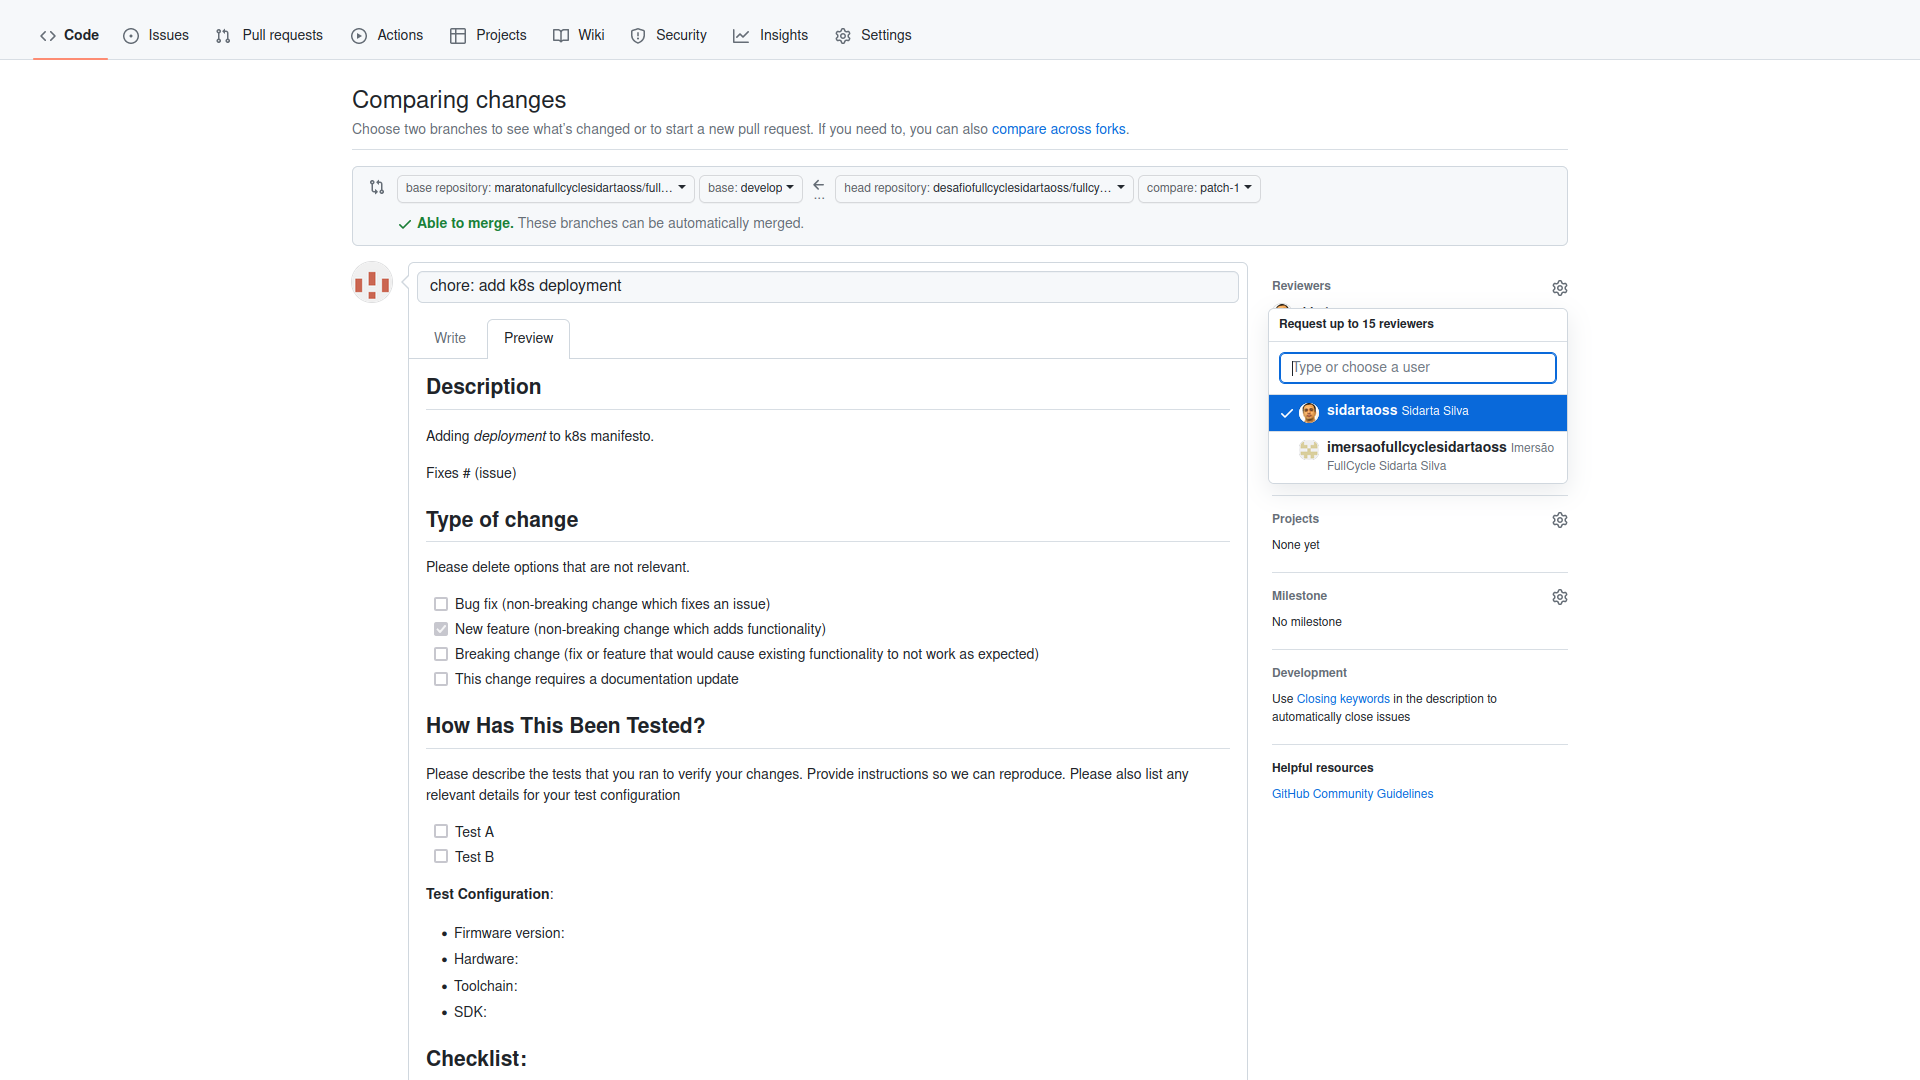 Code Issues Pull requests Actions Projects Wiki Security Insights Settings
Comparing changes
Choose two branches to see what's changed or to start a new pull request. If you need to, you can also compare across forks.
base repository: maratonafullcyclesidartaoss/full... base: develop ... head repository: desafiofullcyclesidartaoss/fullcy... compare: patch-1
Able to merge. These branches can be automatically merged.
chore: add k8s deployment
Write Preview
Description
Adding deployment to k8s manifesto.
Fixes # (issue)
Type of change
Please delete options that are not relevant.
Bug fix (non-breaking change which fixes an issue)
New feature (non-breaking change which adds functionality)
Breaking change (fix or feature that would cause existing functionality to not work as expected)
This change requires a documentation update
How Has This Been Tested?
Please describe the tests that you ran to verify your changes. Provide instructions so we can reproduce. Please also list any
relevant details for your test configuration
Test A
Test B
Test Configuration:
Firmware version:
Hardware:
Toolchain:
SDK:
Checklist:
Reviewers
Request up to 15 reviewers
Type or choose a user
sidartaoss Sidarta Silva
imersaofullcyclesidartaoss Imersão
FullCycle Sidarta Silva
Projects
None yet
Milestone
No milestone
Development
Use Closing keywords in the description to
automatically close issues
Helpful resources
GitHub Community Guidelines